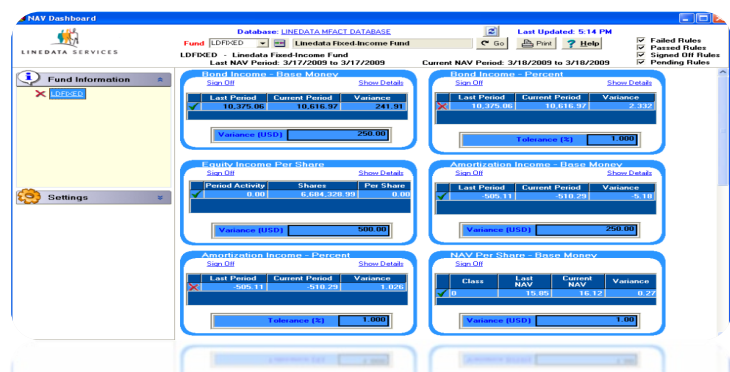 NAV Dashboard
LINEDATA SERVICES
Database: LINEDATA MFACT DATABASE
Last Updated: 5:14 PM
Fund LDFIXED Linedata Fixed-Income Fund
Go Print ? Help
LDFIXED - Linedata Fixed-Income Fund
Last NAV Period: 3/17/2009 to 3/17/2009 Current NAV Period: 3/18/2009 to 3/18/2009
Failed Rules
Passed Rules
Signed Off Rules
Pending Rules
Fund Information
LDFIXED
Settings
Bond Income - Base Money
Sign Off Show Details
Last Period Current Period Variance
10,375.06 10,616.97 241.91
Variance (USD) 250.00
Bond Income - Percent
Sign Off Show Details
Last Period Current Period Variance
10,375.06 10,616.97 2.332
Tolerance (%) 1.000
Equity Income Per Share
Sign Off Show Details
Period Activity Shares Per Share
0.00 6,684,328.99 0.00
Variance (USD) 500.00
Amortization Income - Base Money
Sign Off Show Details
Last Period Current Period Variance
-505.11 -510.29 -5.18
Variance (USD) 250.00
Amortization Income - Percent
Sign Off Show Details
Last Period Current Period Variance
-505.11 -510.29 1.026
Tolerance (%) 1.000
NAV Per Share - Base Money
Sign Off Show Details
Class Last NAV Current NAV Variance
0 15.85 16.12 0.27
Variance (USD) 1.00